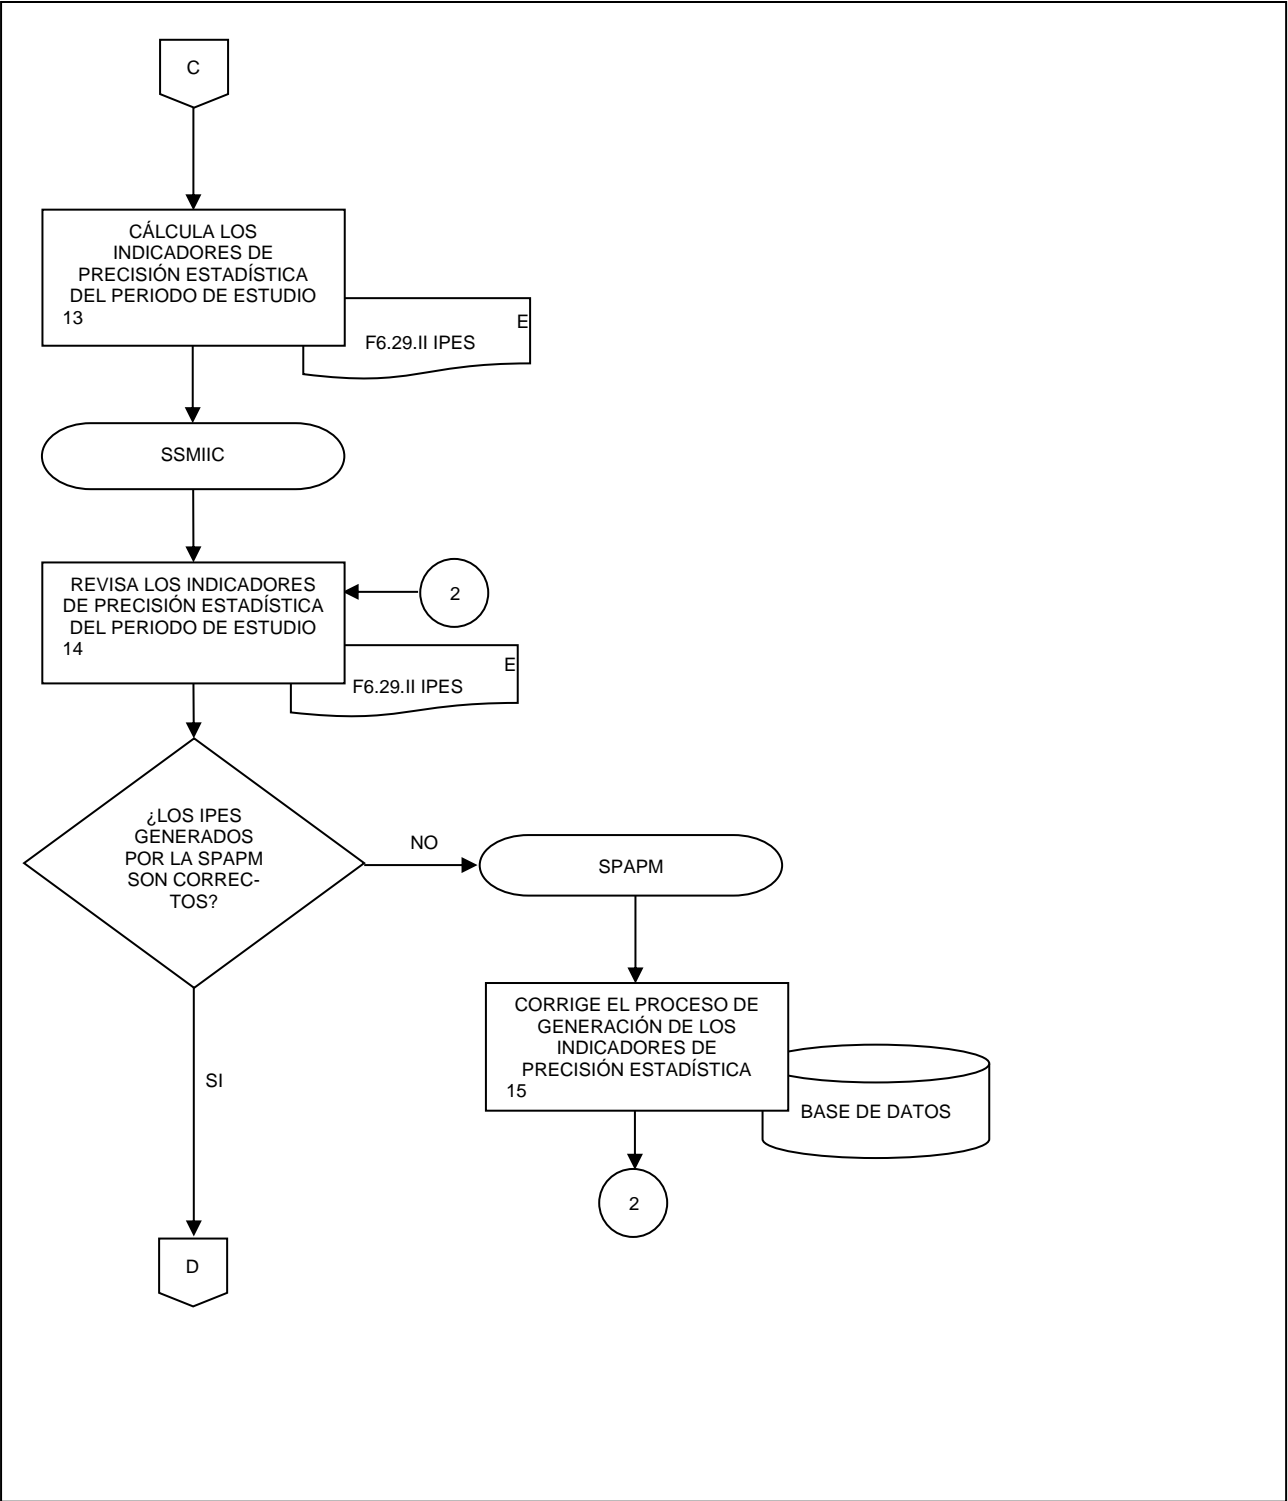 C
CÁLCULA LOS
INDICADORES DE
PRECISIÓN ESTADÍSTICA
DEL PERIODO DE ESTUDIO
13
E
F6.29.II IPES
SSMIIC
REVISA LOS INDICADORES
DE PRECISIÓN ESTADÍSTICA
DEL PERIODO DE ESTUDIO
14
2
E
F6.29.II IPES
¿LOS IPES
GENERADOS
POR LA SPAPM
SON CORREC-
TOS?
NO
SPAPM
CORRIGE EL PROCESO DE
GENERACIÓN DE LOS
INDICADORES DE
PRECISIÓN ESTADÍSTICA
15
BASE DE DATOS
SI
2
D